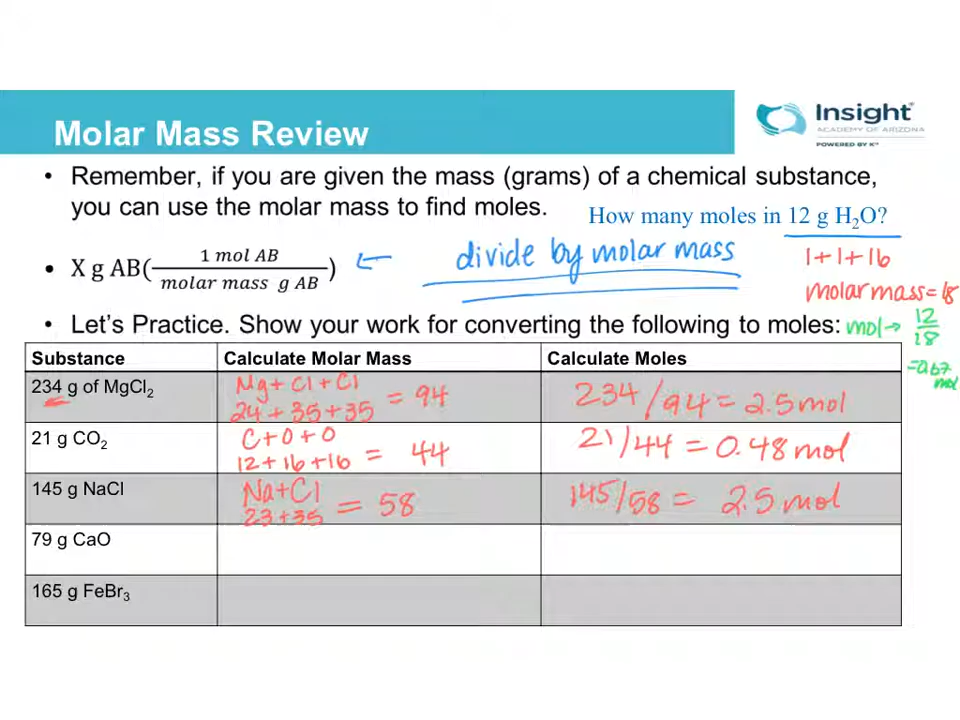 Insight®
ACADEMY OF ARIZONA
POWERED BY K¹²
Molar Mass Review
• Remember, if you are given the mass (grams) of a chemical substance,
you can use the molar mass to find moles.
How many moles in 12 g H₂O?
1+1+16
molar mass = 18
• X g AB(1 mol AB / molar mass g AB) ← divide by molar mass
• Let’s Practice. Show your work for converting the following to moles:
mol → 12/18
= 0.67 mol
Substance Calculate Molar Mass Calculate Moles
234 g of MgCl₂ Mg + Cl + Cl
24 + 35 + 35 = 94 234/94 = 2.5 mol
21 g CO₂ C + O + O
12 + 16 + 16 = 44 21/44 = 0.48 mol
145 g NaCl Na + Cl
23 + 35 = 58 145/58 = 2.5 mol
79 g CaO
165 g FeBr₃